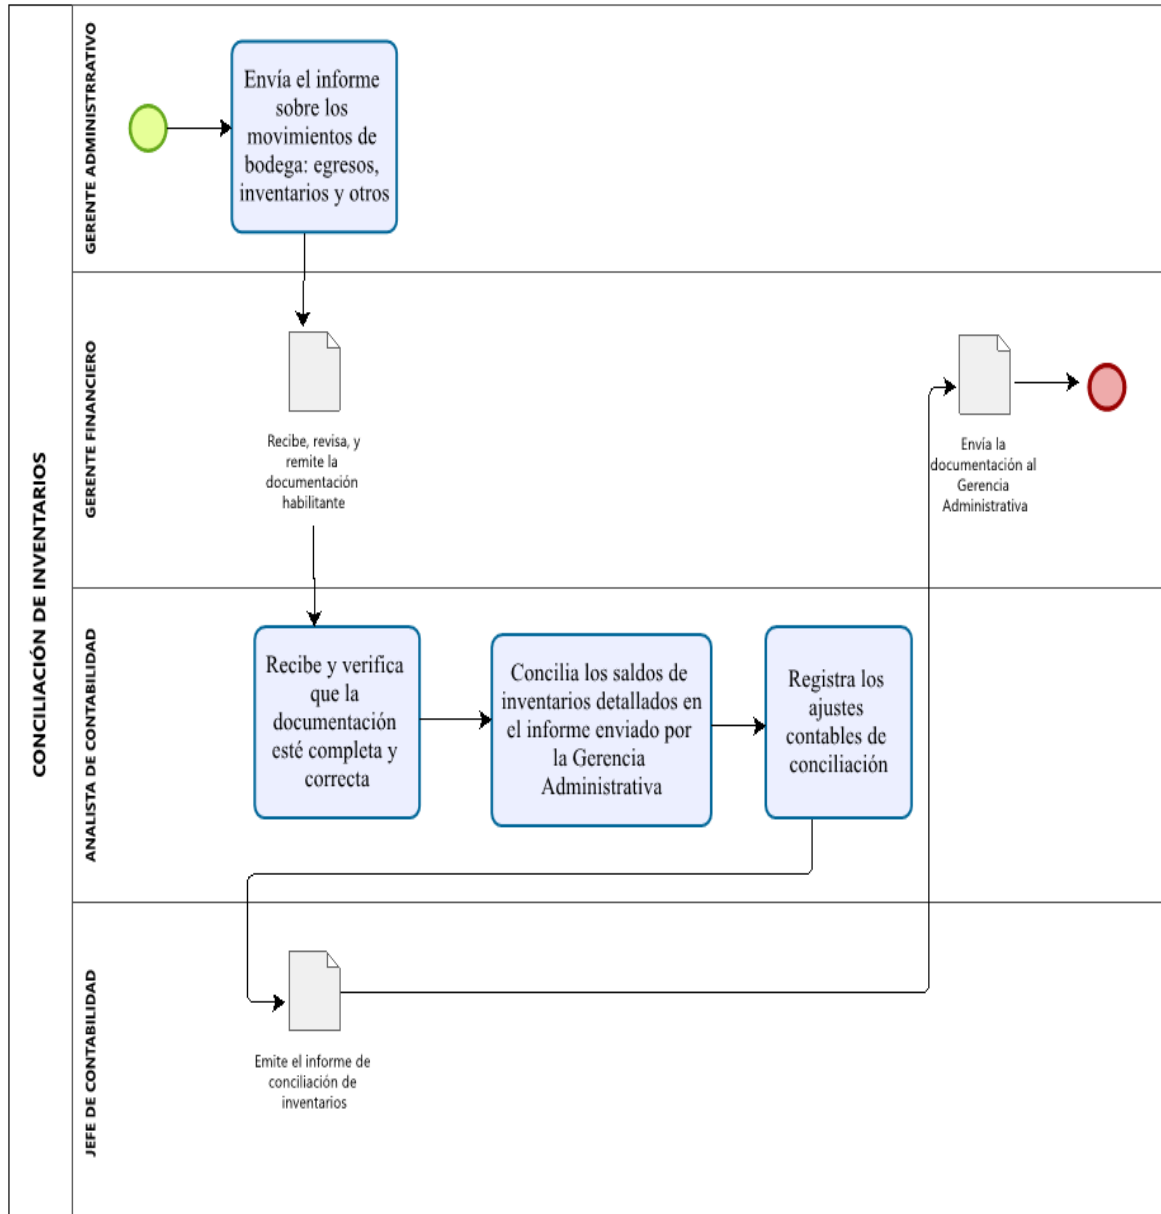 CONCILIACIÓN DE INVENTARIOS
GERENTE ADMINISTRRATIVO
Envía el informe
sobre los
movimientos de
bodega: egresos,
inventarios y otros
GERENTE FINANCIERO
Recibe, revisa, y
remite la
documentación
habilitante
Envía la
documentación al
Gerencia
Administrativa
ANALISTA DE CONTABILIDAD
Recibe y verifica
que la
documentación
esté completa y
correcta
Concilia los saldos de
inventarios detallados en
el informe enviado por
la Gerencia
Administrativa
Registra los
ajustes
contables de
conciliación
JEFE DE CONTABILIDAD
Emite el informe de
conciliación de
inventarios